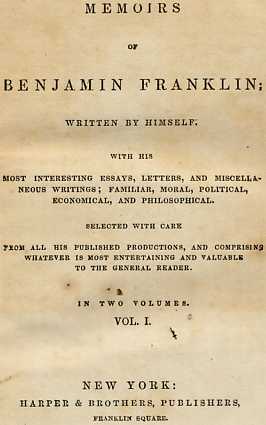 MEMOIRS
OF
BENJAMIN FRANKLIN;
WRITTEN BY HIMSELF.
WITH HIS
MOST INTERESTING ESSAYS, LETTERS, AND MISCELLA-
NEOUS WRITINGS; FAMILIAR, MORAL, POLITICAL,
ECONOMICAL, AND PHILOSOPHICAL.
SELECTED WITH CARE
FROM ALL HIS PUBLISHED PRODUCTIONS, AND COMPRISING
WHATEVER IS MOST ENTERTAINING AND VALUABLE
TO THE GENERAL READER.
IN TWO VOLUMES.
VOL. I.
NEW YORK:
HARPER & BROTHERS, PUBLISHERS,
FRANKLIN SQUARE.